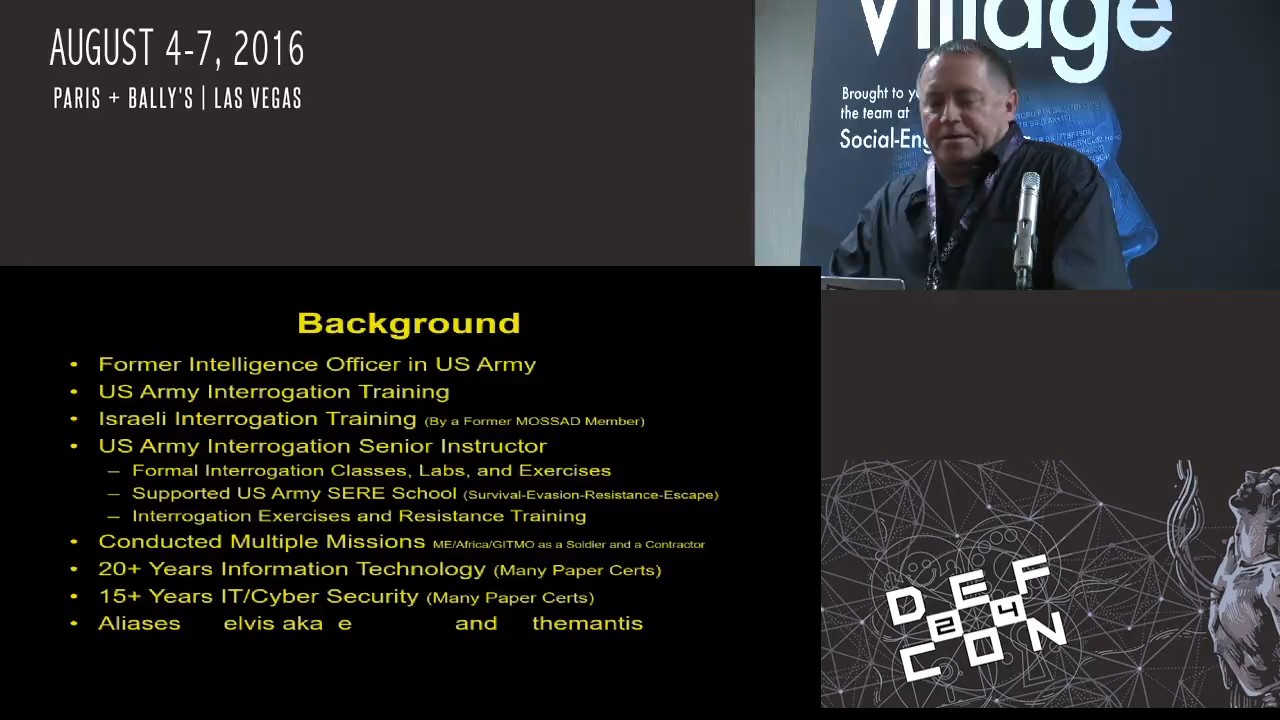 AUGUST 4-7, 2016
PARIS + BALLY'S | LAS VEGAS
Village
Brought to
the team at
Background
• Former Intelligence Officer in US Army
• US Army Interrogation Training
• Israeli Interrogation Training (By a Former MOSSAD Member)
• US Army Interrogation Senior Instructor
– Formal Interrogation Classes, Labs, and Exercises
– Supported US Army SERE School (Survival-Evasion-Resistance-Escape)
– Interrogation Exercises and Resistance Training
• Conducted Multiple Missions ME/Africa/GITMO as a Soldier and a Contractor
• 20+ Years Information Technology (Many Paper Certs)
• 15+ Years IT/Cyber Security (Many Paper Certs)
• Aliases elvis aka e and themantis
DEF
24
CON